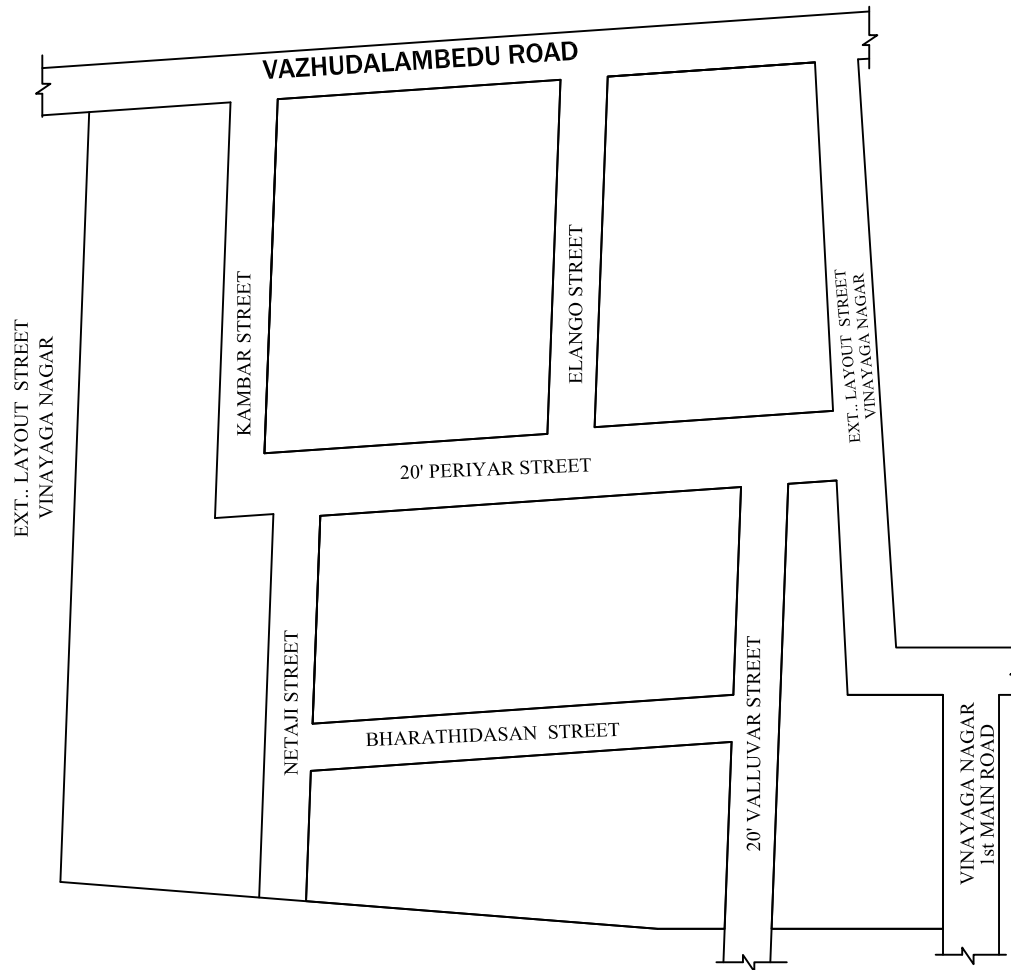 VAZHUDALAMBEDU ROAD
KAMBAR STREET
ELANGO STREET
EXT.. LAYOUT STREET
VINAYAGA NAGAR
EXT.. LAYOUT STREET
VINAYAGA NAGAR
20' PERIYAR STREET
NETAJI STREET
BHARATHIDASAN STREET
20' VALLUVAR STREET
VINAYAGA NAGAR
1st MAIN ROAD